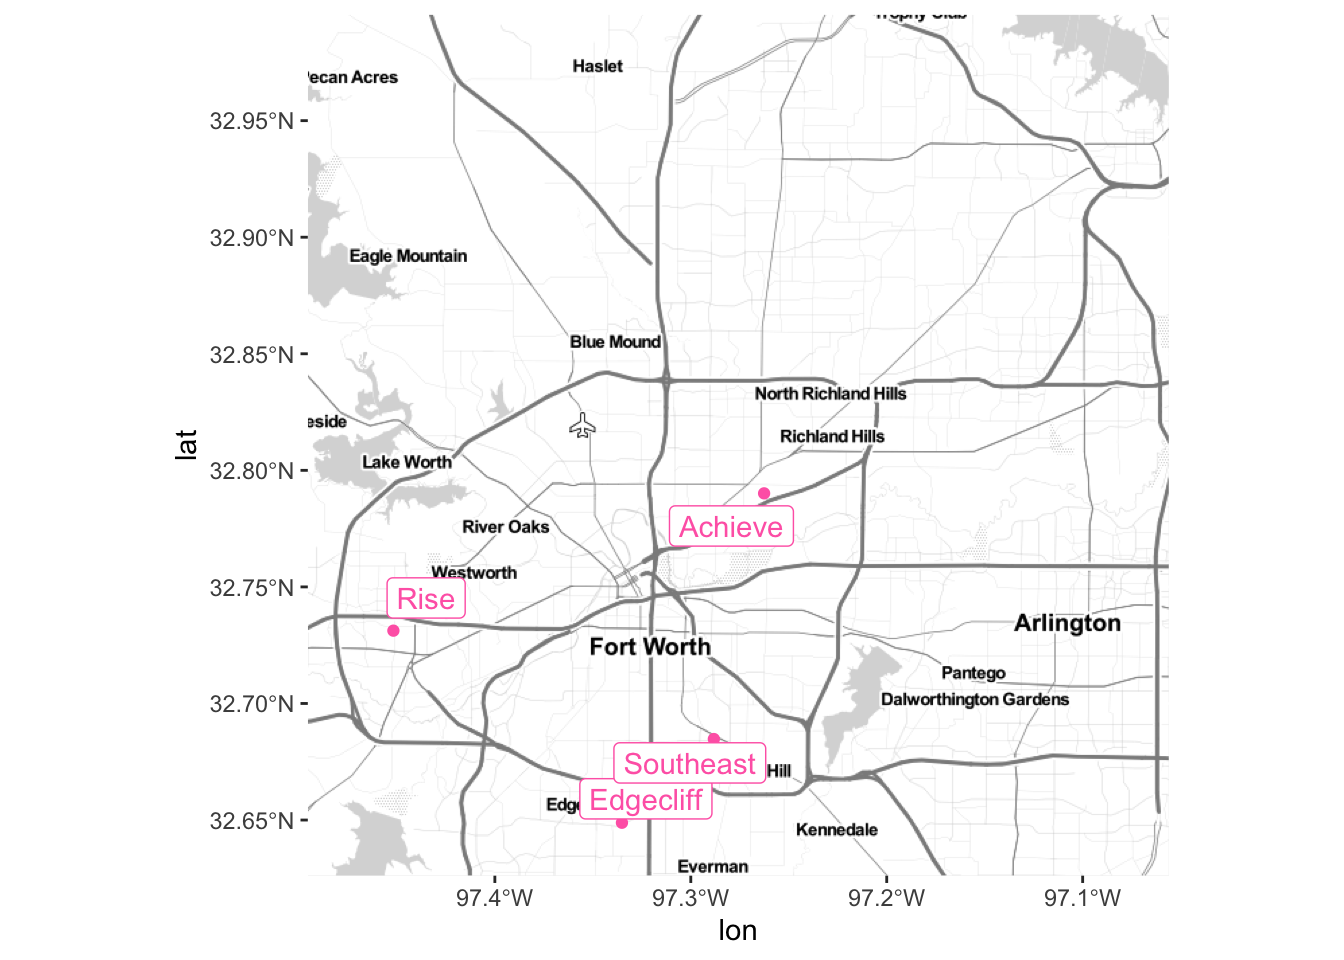 Trophy Club
Haslet
Pecan Acres
32.95°N
32.90°N
Eagle Mountain
Blue Mound
32.85°N
North Richland Hills
eside
Richland Hills
32.80°N
Lake Worth
lat
River Oaks
Achieve
Westworth
32.75°N
Rise
Arlington
Fort Worth
Pantego
32.70°N
Dalworthington Gardens
Southeast
Hill
Edgecliff
Edge
32.65°N
Kennedale
Everman
97.4°W
97.3°W
97.2°W
97.1°W
lon